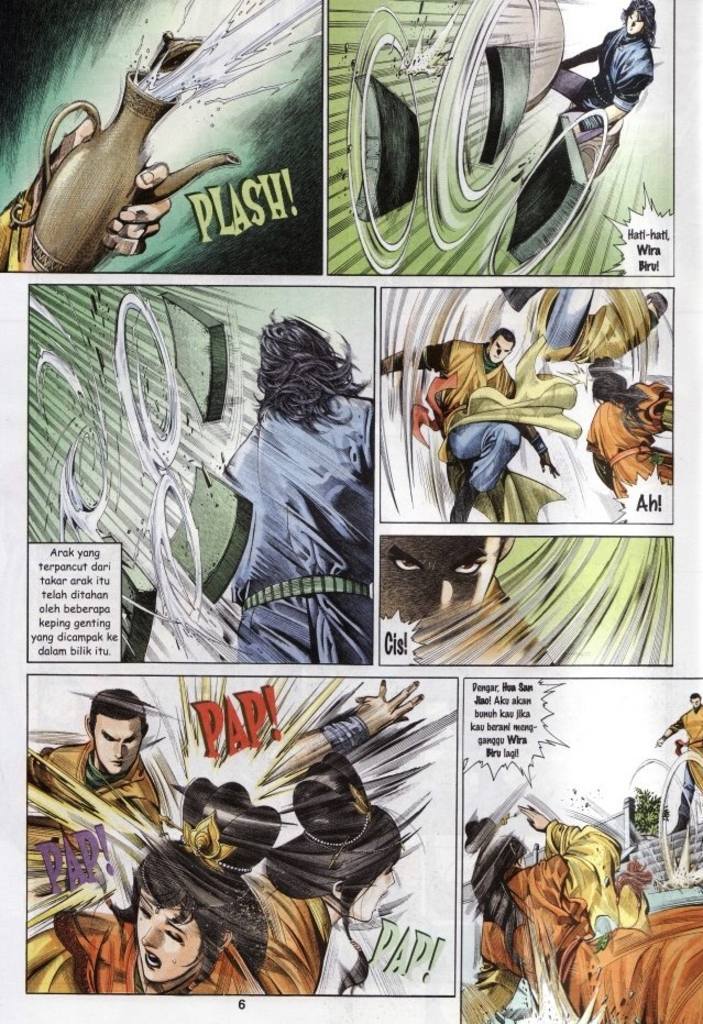 PLASH!
Hati-hati,
Wira
Biru!
Arak yang
terpancut dari
takar arak itu
telah ditahan
oleh beberapa
keping genting
yang dicampak ke
dalam bilik itu.
Ah!
Cis!
PAP!
PAP!
PAP!
Dengar, Hua San
Jiao! Aku akan
bunuh kau jika
kau berani meng-
ganggu Wira
Biru lagi!
6